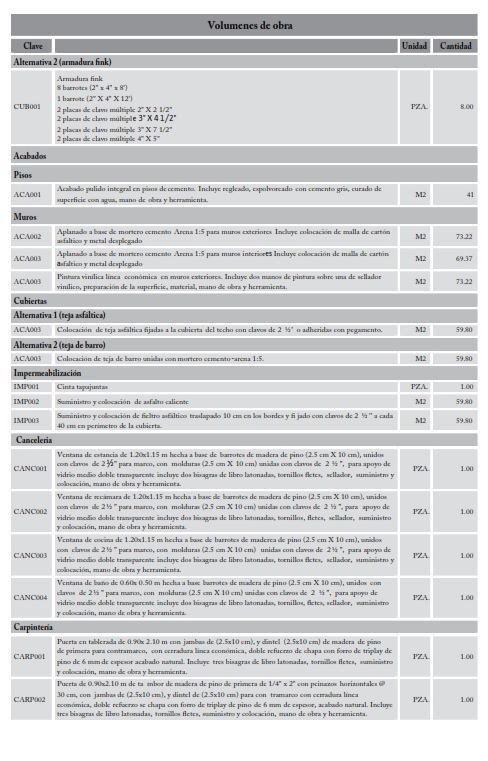 Volumenes de obra
Clave Unidad Cantidad
Alternativa 2 (armadura fink)
Armadura fink
8 barrotes (2" x 4" x 8')
1 barrote (2" X 4" X 12')
2 placas de clavo múltiple 2" X 2 1/2"
CUB001 PZA. 8.00
2 placas de clavo múltiple 3" X 4 1/2"
2 placas de clavo múltiple 3" X 7 1/2"
2 placas de clavo múltiple 4" X 5"
Acabados
Pisos
ACA001 Acabado pulido integral en pisos de cemento. Incluye regleado, espolvoreado con cemento gris, curado de M2 41
superficie con agua, mano de obra y herramienta.
Muros
ACA002 Aplanado a base de mortero cemento Arena 1:5 para muros exteriores Incluye colocación de malla de cartón M2 73.22
asfaltico y metal desplegado
ACA003 Aplanado a base de mortero cemento Arena 1:5 para muros interiores Incluye colocación de malla de cartón M2 69.37
asfaltico y metal desplegado
ACA003 Pintura vinílica línea económica en muros exteriores. Incluye dos manos de pintura sobre una de sellador M2 73.22
vinílico, preparación de la superficie, material, mano de obra y herramienta.
Cubiertas
Alternativa 1 (teja asfáltica)
ACA003 Colocación de teja asfáltica fijadas a la cubierta del techo con clavos de 2 ½" o adheridas con pegamento. M2 59.80
Alternativa 2 (teja de barro)
ACA003 Colocación de teja de barro unidas con mortero cemento-arena 1:5. M2 59.80
Impermeabilización
IMP001 Cinta tapajuntas PZA. 1.00
IMP002 Suministro y colocación de asfalto caliente M2 59.80
IMP003 Suministro y colocación de fieltro asfáltico traslapado 10 cm en los bordes y fi jado con clavos de 2 ½ " a cada M2 59.80
40 cm en perímetro de la cubierta.
Canceleria
Ventana de estancia de 1.20x1.15 m hecha a base de barrotes de madera de pino (2.5 cm X 10 cm), unidos
CANC001 con clavos de 2 ½" para marco, con molduras (2.5 cm X 10 cm) unidas con clavos de 2 ½ ", para apoyo de PZA. 1.00
vidrio medio doble transparente incluye dos bisagras de libro latonadas, tornillos fletes, sellador, suministro y
colocación, mano de obra y herramienta.
Ventana de recámara de 1.20x1.15 m hecha a base de barrotes de madera de pino (2.5 cm X 10 cm), unidos
CANC002 con clavos de 2 ½ " para marco, con molduras (2.5 cm X 10 cm) unidas con clavos de 2 ½ ", para apoyo de PZA. 1.00
vidrio medio doble transparente incluye dos bisagras de libro latonadas, tornillos fletes, sellador, suministro
y colocación, mano de obra y herramienta.
Ventana de cocina de 1.20x1.15 m hecha a base de barrotes de maderca de pino (2.5 cm X 10 cm), unidos
CANC003 con clavos de 2 ½ " para marco, con molduras (2.5 cm X 10 cm) unidas con clavos de 2 ½ ", para apoyo de PZA. 1.00
vidrio medio doble transparente incluye dos bisagras de libro latonadas, tornillos fletes, sellador, suministro y
colocación, mano de obra y herramienta.
Ventana de baño de 0.60x 0.50 m hecha a base barrotes de madera de pino (2.5 cm X 10 cm), unidos con
CANC004 clavos de 2 ½ " para marco, con molduras (2.5 cm X 10 cm) unidas con clavos de 2 ½ ", para apoyo de PZA. 1.00
vidrio medio doble transparente incluye dos bisagras de libro latonadas, tornillos fletes, sellador, suministro
y colocación, mano de obra y herramienta.
Carpintería
Puerta en tablerada de 0.90x 2.10 m con jambas de (2.5x10 cm), y dintel (2.5x10 cm) de madera de pino
CARP001 de primera para contramarco, con cerradura línea económica, doble refuerzo de chapa con forro de triplay de PZA. 1.00
pino de 6 mm de espesor acabado natural. Incluye tres bisagras de libro latonadas, tornillos fletes, suministro
y colocación, mano de obra y herramienta.
Puerta de 0.90x2.10 m de ta mbor de madera de pino de primera de 1/4" x 2" con peinazos horizontales @
CARP002 30 cm, con jambas de (2.5x10 cm), y dintel de (2.5x10 cm) para con tramarco con cerradura línea PZA. 1.00
económica, doble refuerzo se chapa con forro de triplay de pino de 6 mm de espesor, acabado natural. Incluye
tres bisagras de libro latonadas, tornillos fletes, suministro y colocación, mano de obra y herramienta.